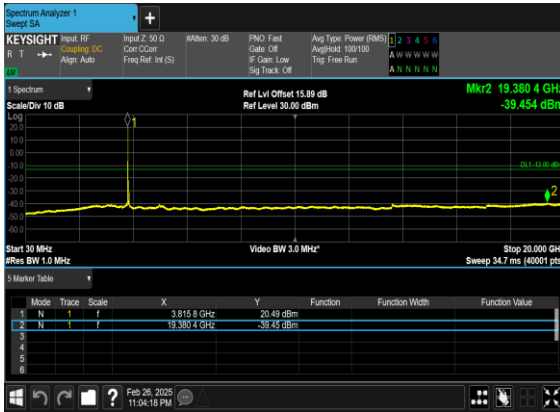 Spectrum Analyzer 1
Swept SA
+
KEYSIGHT Input: RF Input Z: 50 Ω #Atten: 30 dB PNO: Fast Avg Type: Power (RMS) 1 2 3 4 5 6
R T Coupling: DC Corr CCorr Gate: Off Avg|Hold: 100/100 A W W W W W
Align: Auto Freq Ref: Int (S) IF Gain: Low Trig: Free Run
LXI Sig Track: Off A N N N N N
1 Spectrum Ref Lvl Offset 15.89 dB Mkr2 19.380 4 GHz
Scale/Div 10 dB Ref Level 30.00 dBm -39.454 dBm
Log
20.0
10.0
0.00
-10.0
-20.0
-30.0
-40.0
-50.0
-60.0
1
DL1 -13.00 dBm
2
Start 30 MHz Video BW 3.0 MHz* Stop 20.000 GHz
#Res BW 1.0 MHz Sweep 34.7 ms (40001 pts)
5 Marker Table
Mode Trace Scale X Y Function Function Width Function Value
1 N 1 f 3.815 8 GHz 20.49 dBm
2 N 1 f 19.380 4 GHz -39.45 dBm
3
4
5
6
? Feb 26, 2025
11:04:18 PM